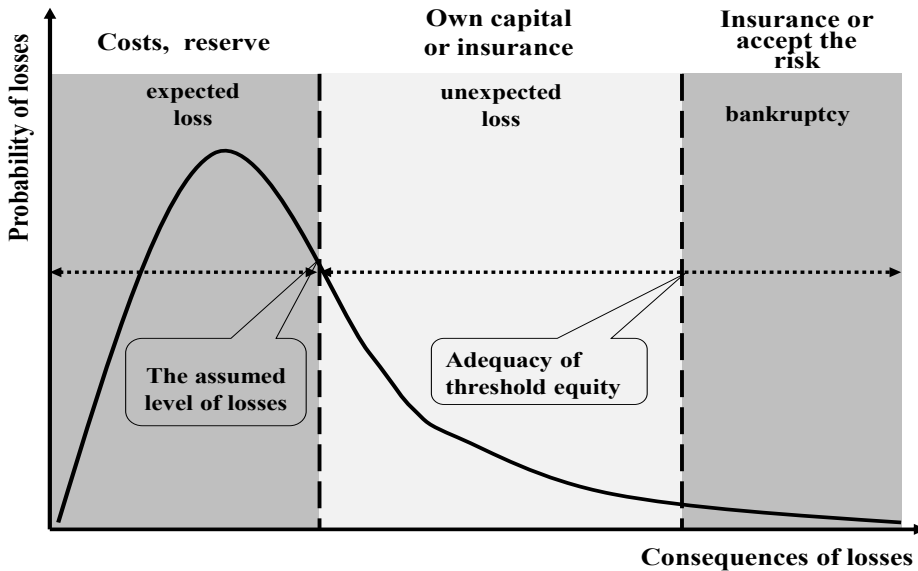 Costs, reserve
Own capital
or insurance
Insurance or
accept the
risk
expected
loss
unexpected
loss
bankruptcy
Probability of losses
The assumed
level of losses
Adequacy of
threshold equity
Consequences of losses